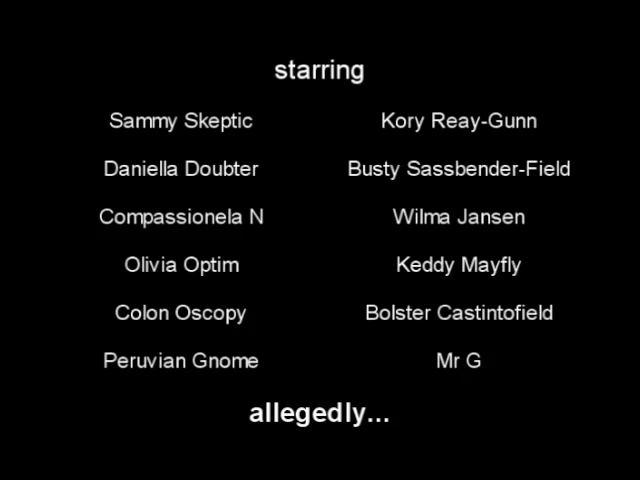 starring
Sammy Skeptic Kory Reay-Gunn
Daniella Doubter Busty Sassbender-Field
Compassionela N Wilma Jansen
Olivia Optim Keddy Mayfly
Colon Oscopy Bolster Castintofield
Peruvian Gnome Mr G
allegedly...